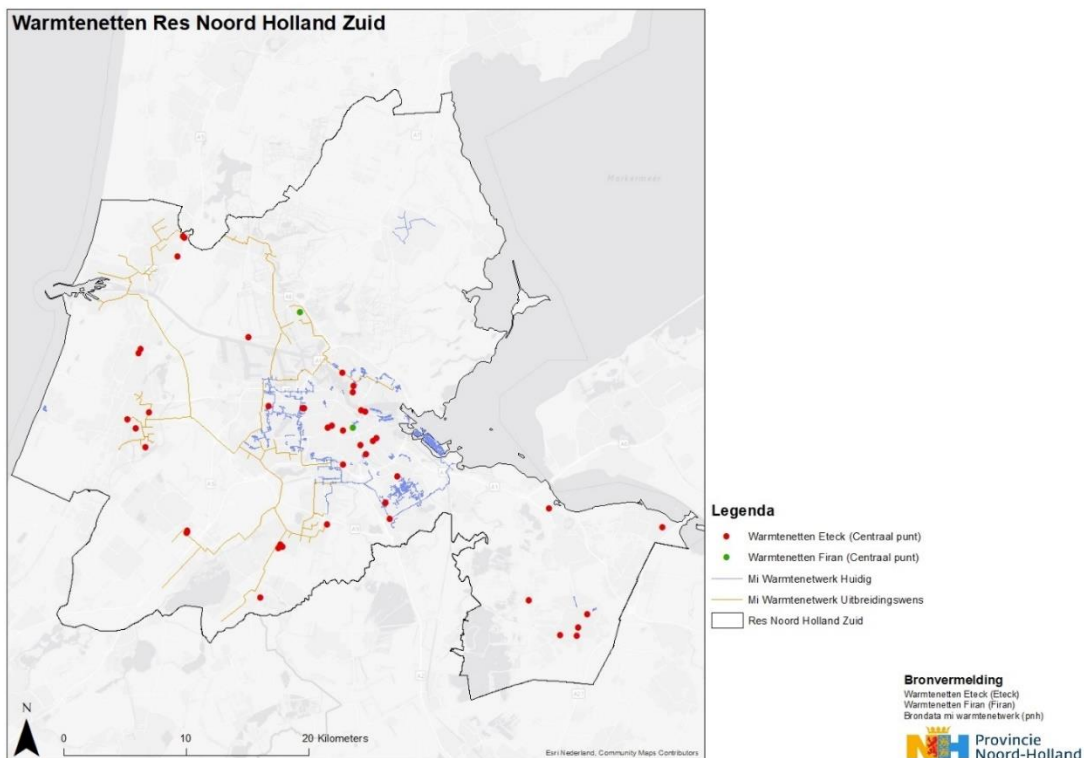 Warmtenetten Res Noord Holland Zuid
Markermeer
Legenda
Warmtenetten Eteck (Centraal punt)
Warmtenetten Firan (Centraal punt)
Mi Warmtenetwerk Huidig
Mi Warmtenetwerk Uitbreidingswens
Res Noord Holland Zuid
Bronvermeiding
Warmtenetten Eteck (Eteck)
Warmtenetten Firan (Firan)
Brondata mi warmtenetwerk (pnh)
N
0 10 20 Kilometers
Esri Nederland, Community Maps Contributors
Provincie
Noord-Holland